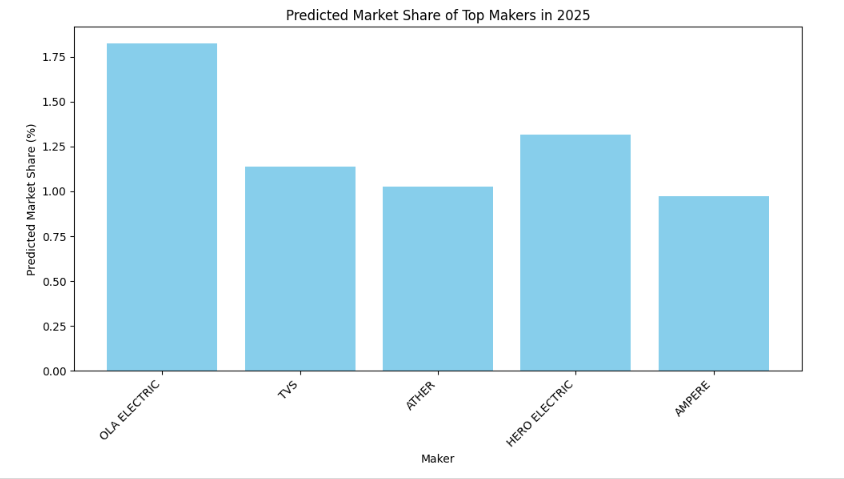 Predicted Market Share of Top Makers in 2025
Predicted Market Share (%)
1.75
1.50
1.25
1.00
0.75
0.50
0.25
0.00
OLA ELECTRIC
TVS
ATHER
HERO ELECTRIC
AMPERE
Maker